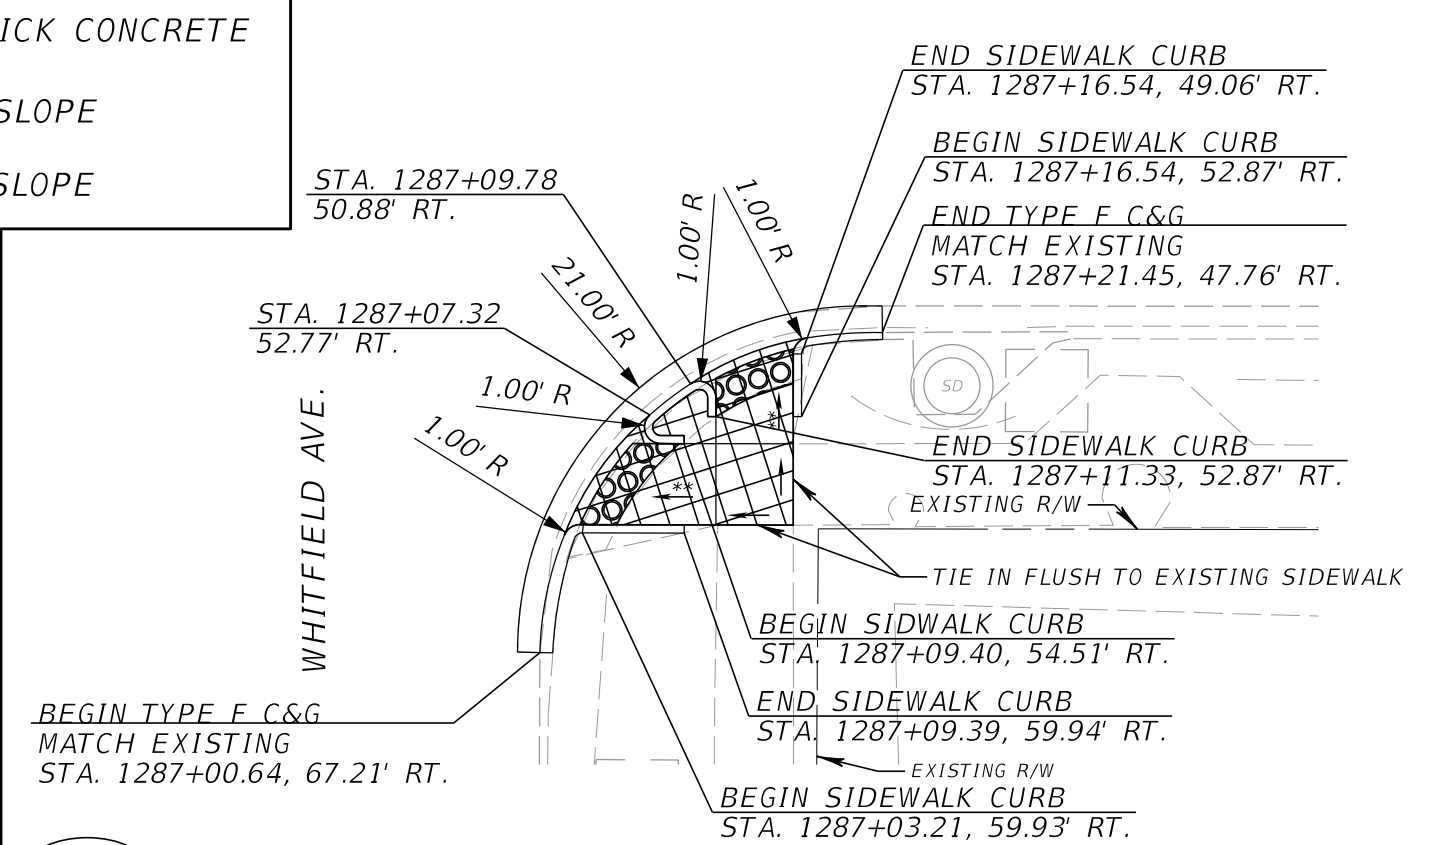 ICK CONCRETE
SLOPE
SLOPE
END SIDEWALK CURB
STA. 1287+16.54, 49.06' RT.
BEGIN SIDEWALK CURB
STA. 1287+16.54, 52.87' RT.
END TYPE F C&G
MATCH EXISTING
STA. 1287+21.45, 47.76' RT.
STA. 1287+09.78
50.88' RT.
1.00' R
1.00' R
21.00' R
STA. 1287+07.32
52.77' RT.
1.00' R
1.00' R
SD
**
**
WHITFIELD AVE.
END SIDEWALK CURB
STA. 1287+11.33, 52.87' RT.
EXISTING R/W
TIE IN FLUSH TO EXISTING SIDEWALK
BEGIN SIDWALK CURB
STA. 1287+09.40, 54.51' RT.
END SIDEWALK CURB
STA. 1287+09.39, 59.94' RT.
BEGIN TYPE F C&G
MATCH EXISTING
STA. 1287+00.64, 67.21' RT.
EXISTING R/W
BEGIN SIDEWALK CURB
STA. 1287+03.21, 59.93' RT.